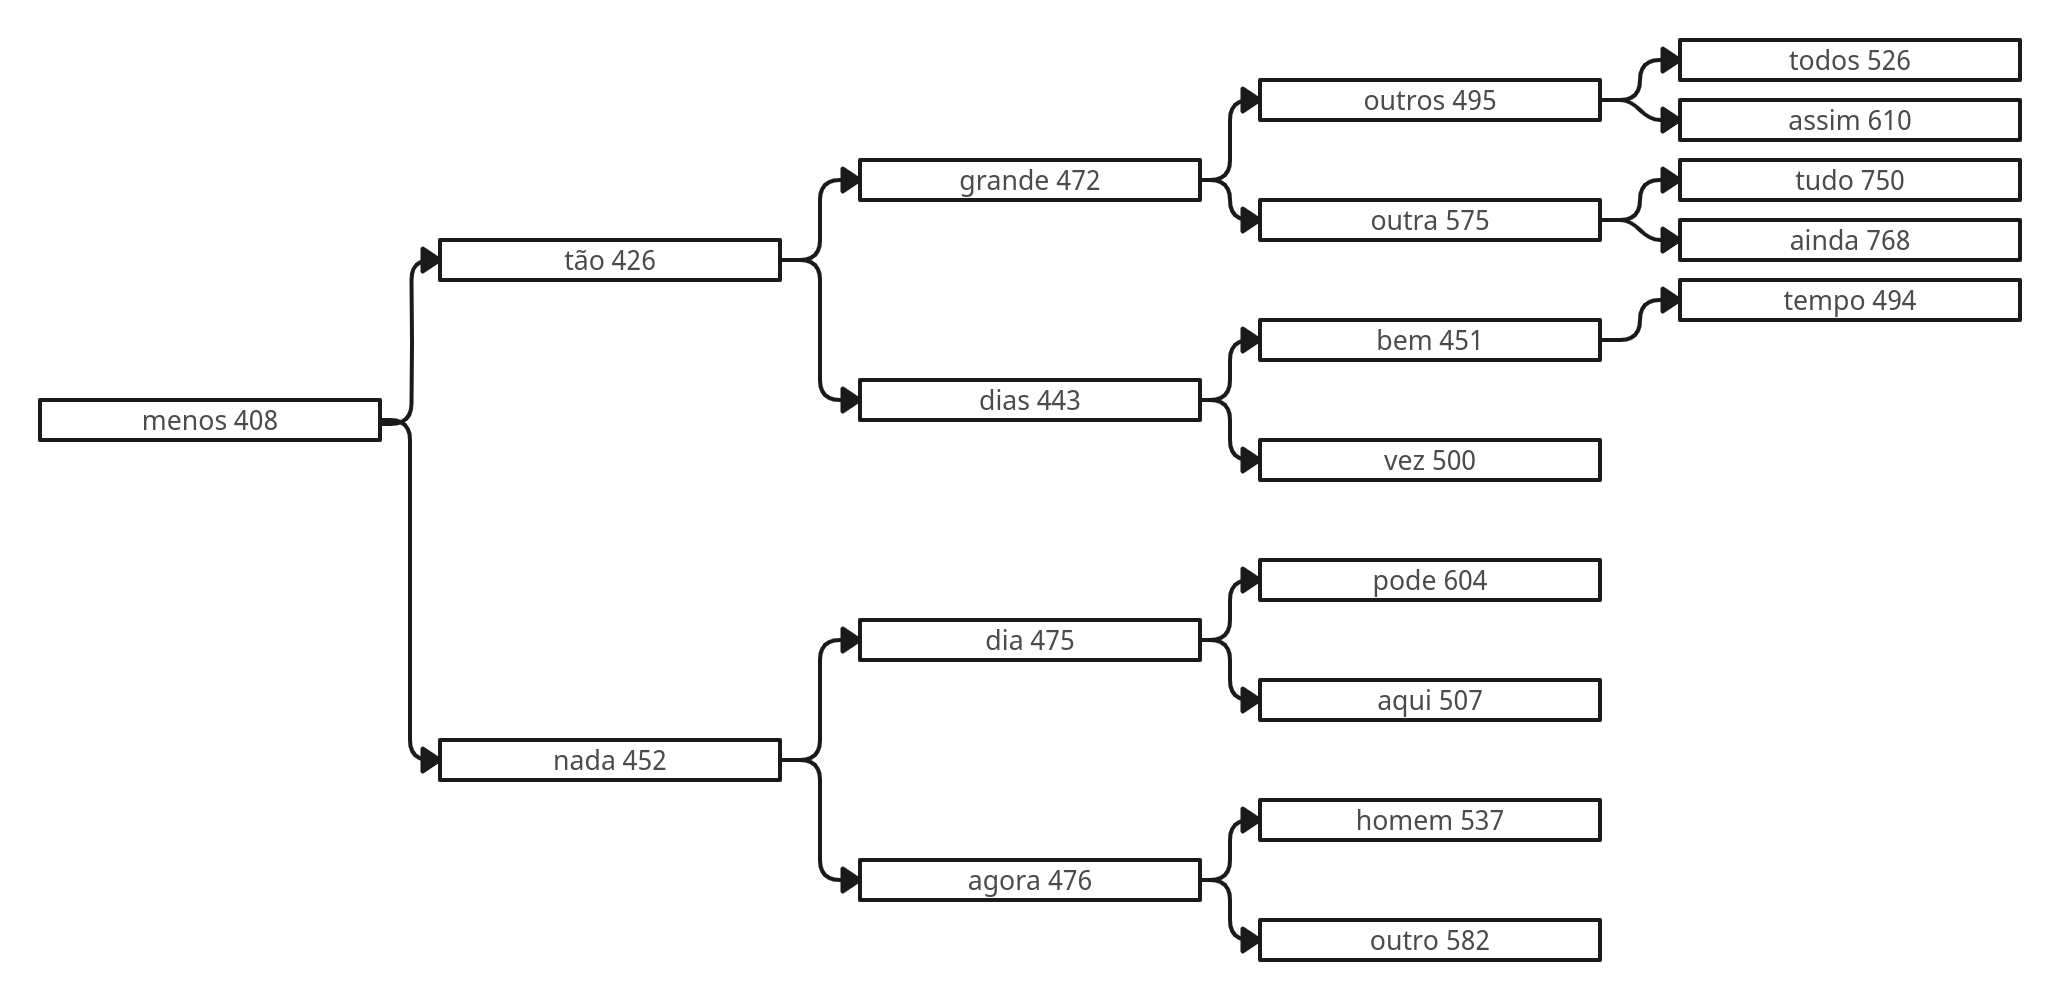 menos 408
tão 426
nada 452
grande 472
dias 443
dia 475
agora 476
outros 495
outra 575
bem 451
vez 500
pode 604
aqui 507
homem 537
outro 582
todos 526
assim 610
tudo 750
ainda 768
tempo 494